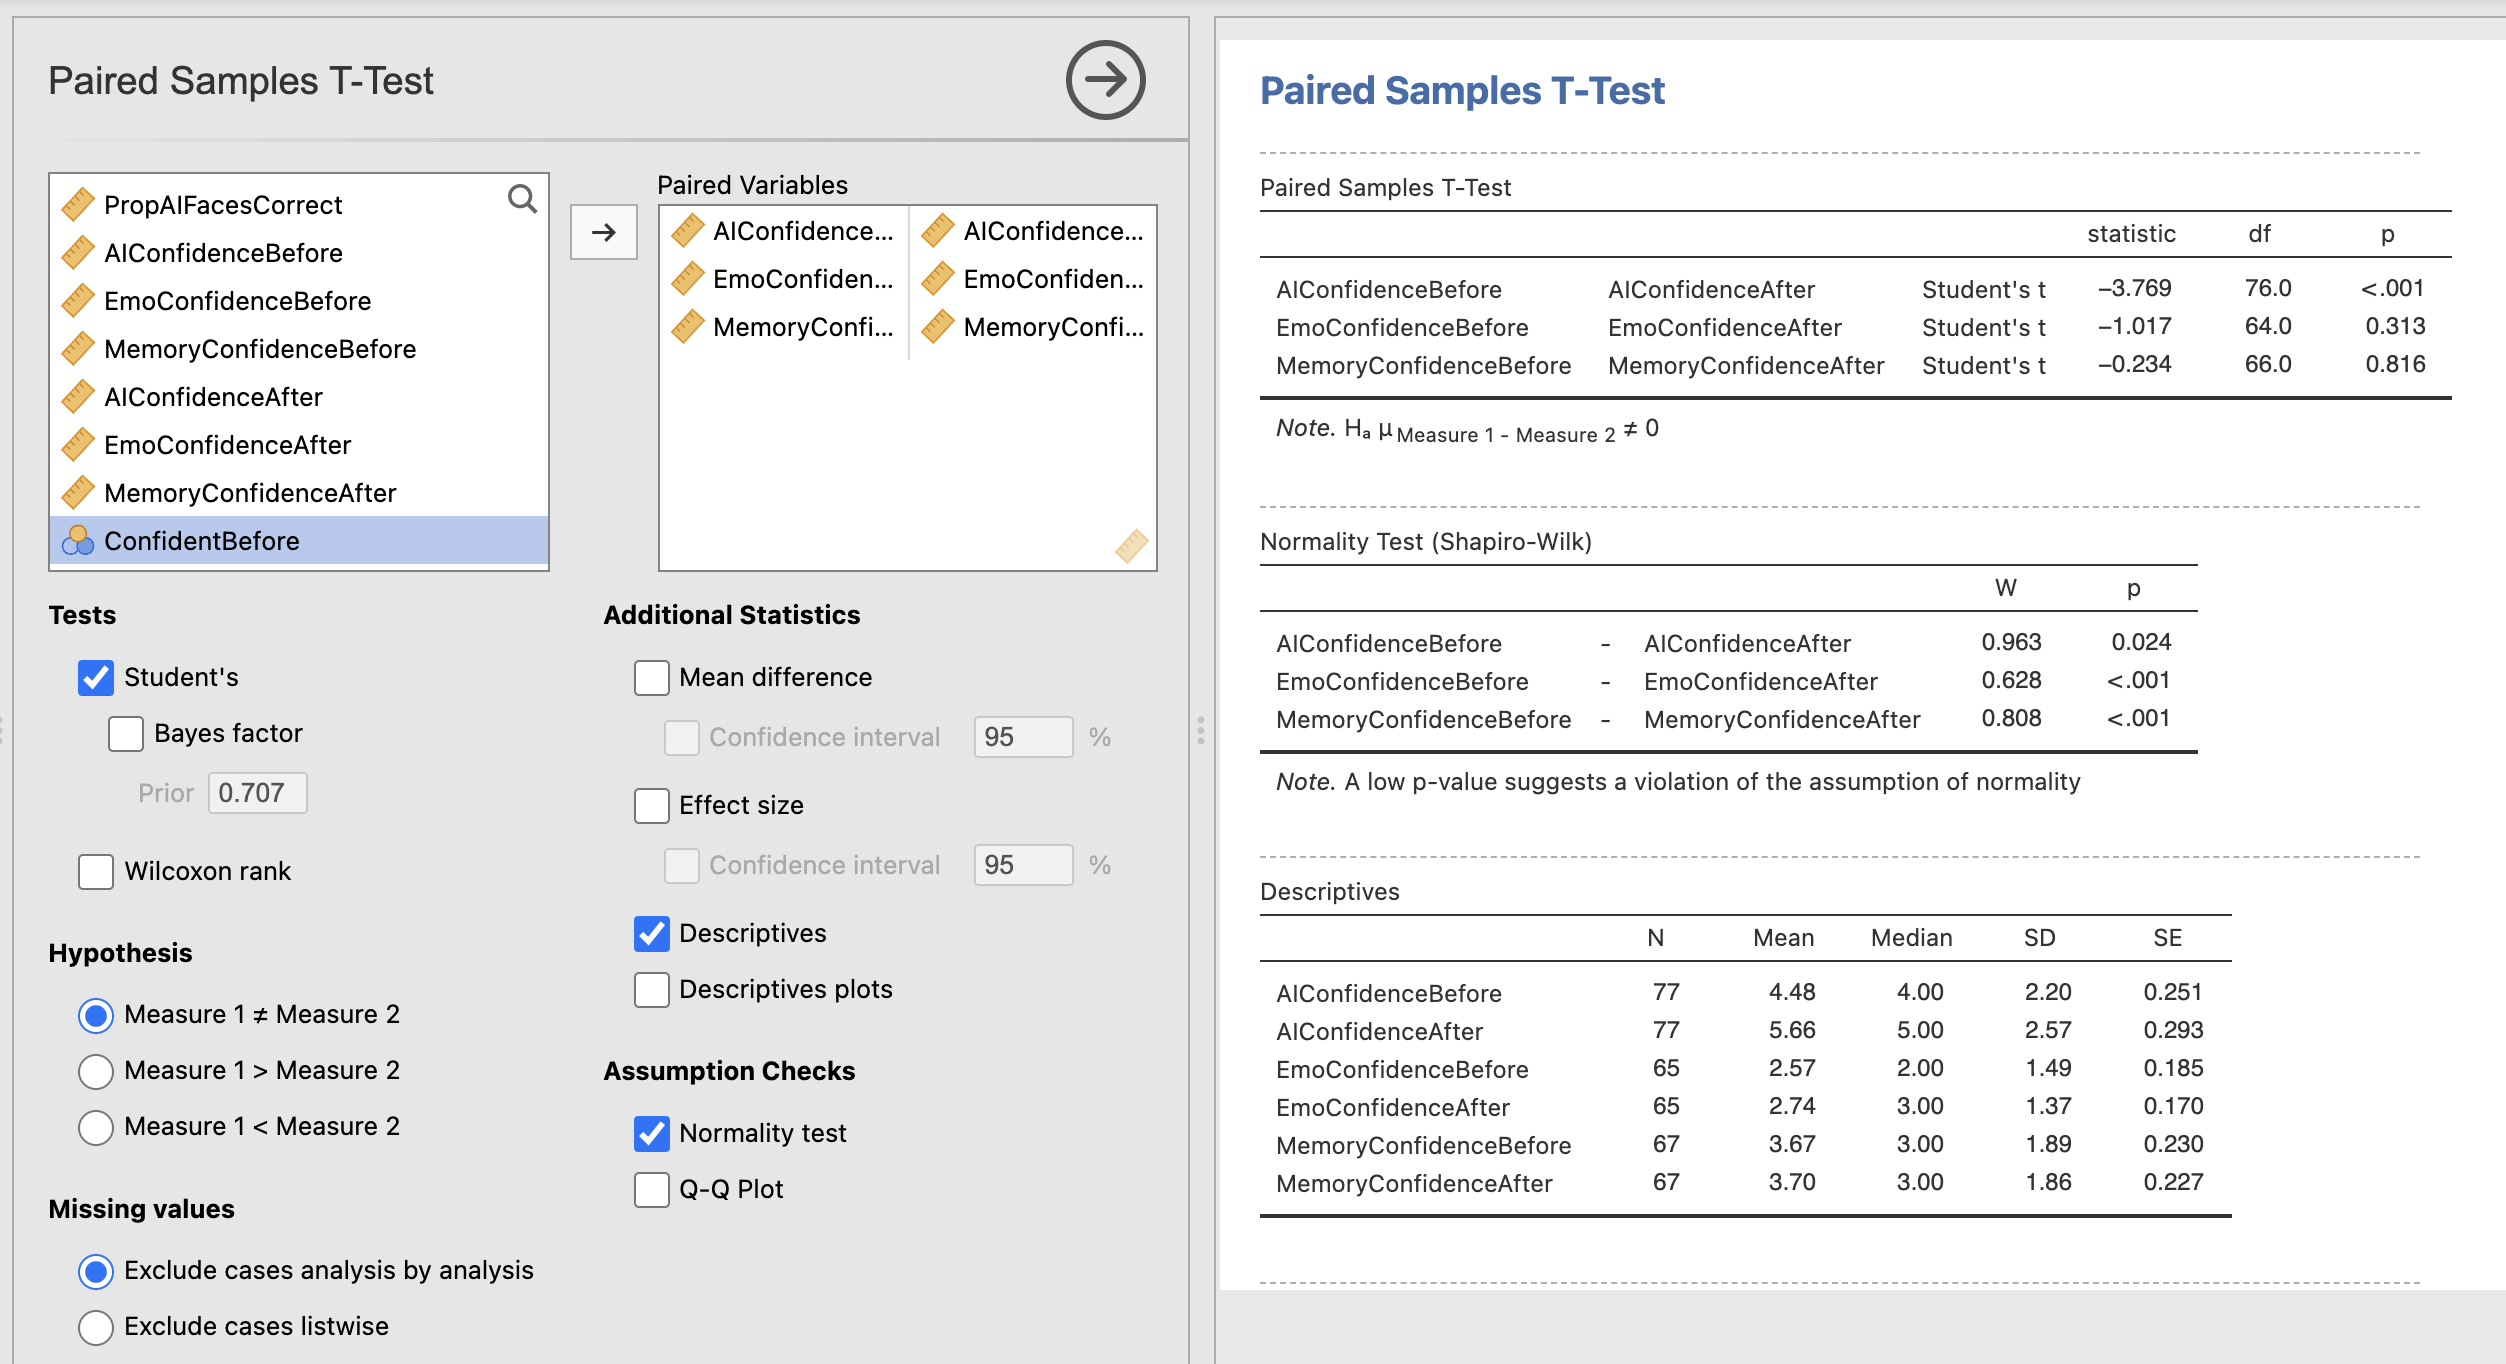 Paired Samples T-Test
PropAIFacesCorrect
AIConfidenceBefore
EmoConfidenceBefore
MemoryConfidenceBefore
AIConfidenceAfter
EmoConfidenceAfter
MemoryConfidenceAfter
ConfidentBefore
Paired Variables
AIConfidence... AIConfidence...
EmoConfiden... EmoConfiden...
MemoryConfi... MemoryConfi...
Tests
Student's
Bayes factor
Prior 0.707
Wilcoxon rank
Hypothesis
Measure 1 ≠ Measure 2
Measure 1 > Measure 2
Measure 1 < Measure 2
Missing values
Exclude cases analysis by analysis
Exclude cases listwise
Additional Statistics
Mean difference
Confidence interval 95 %
Effect size
Confidence interval 95 %
Descriptives
Descriptives plots
Assumption Checks
Normality test
Q-Q Plot
Paired Samples T-Test
Paired Samples T-Test
statistic df p
AIConfidenceBefore AIConfidenceAfter Student's t −3.769 76.0 <.001
EmoConfidenceBefore EmoConfidenceAfter Student's t −1.017 64.0 0.313
MemoryConfidenceBefore MemoryConfidenceAfter Student's t −0.234 66.0 0.816
Note. Hₐ μ Measure 1 - Measure 2 ≠ 0
Normality Test (Shapiro-Wilk)
W p
AIConfidenceBefore - AIConfidenceAfter 0.963 0.024
EmoConfidenceBefore - EmoConfidenceAfter 0.628 <.001
MemoryConfidenceBefore - MemoryConfidenceAfter 0.808 <.001
Note. A low p-value suggests a violation of the assumption of normality
Descriptives
N Mean Median SD SE
AIConfidenceBefore 77 4.48 4.00 2.20 0.251
AIConfidenceAfter 77 5.66 5.00 2.57 0.293
EmoConfidenceBefore 65 2.57 2.00 1.49 0.185
EmoConfidenceAfter 65 2.74 3.00 1.37 0.170
MemoryConfidenceBefore 67 3.67 3.00 1.89 0.230
MemoryConfidenceAfter 67 3.70 3.00 1.86 0.227